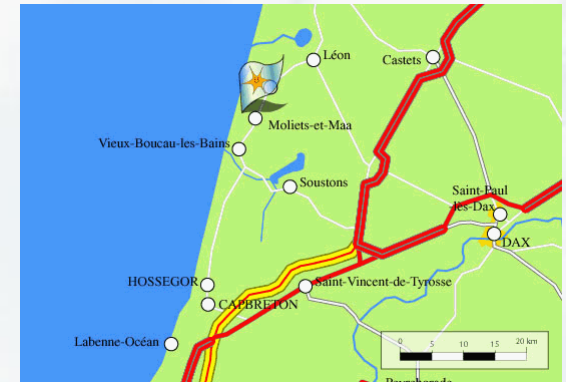 Léon
Castets
Moliets-et-Maa
Vieux-Boucau-les-Bains
Soustons
Saint-Paul
lès-Dax
DAX
HOSSEGOR
Saint-Vincent-de-Tyrosse
CAPBRETON
Labenne-Océan
0 5 10 15 20 km
Peyrehorade